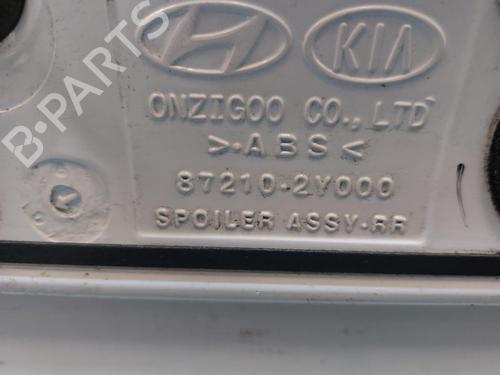 KIA
ONZIGOO CO., LTD
>·ABS<
87210-2Y000
SPOILER ASSY-RR
B-PARTS